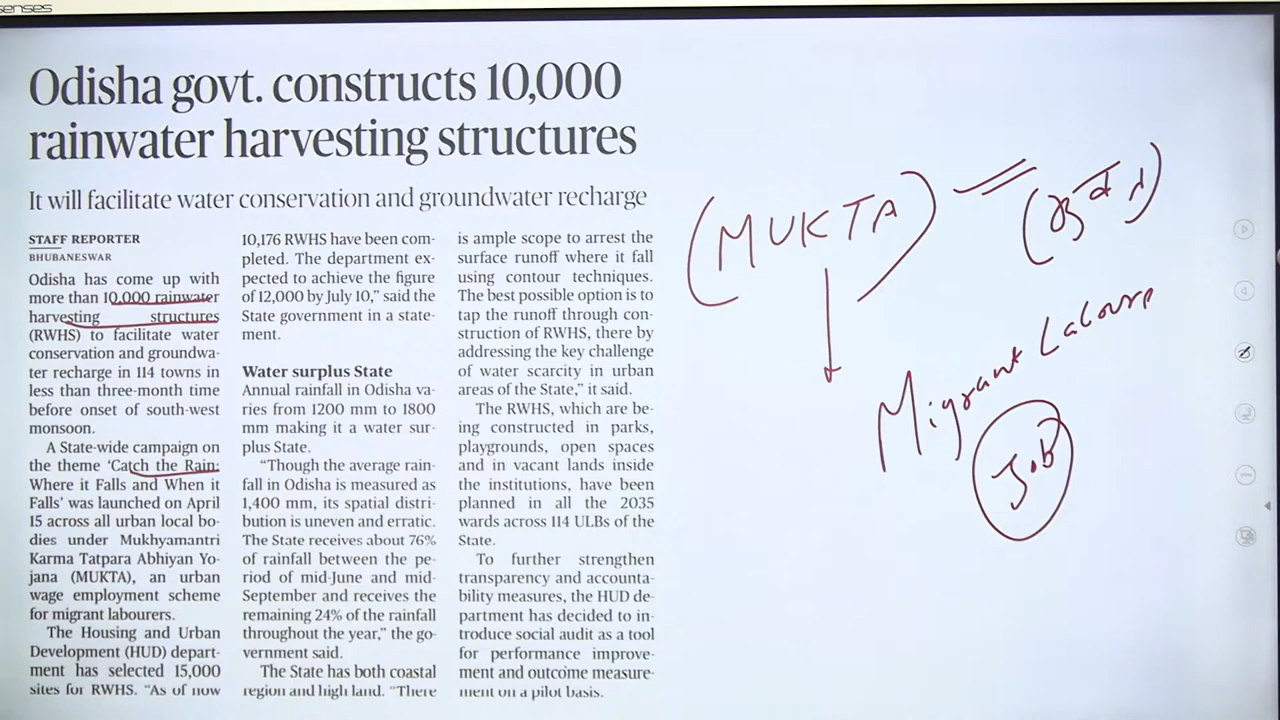 enses
Odisha govt. constructs 10,000
rainwater harvesting structures
It will facilitate water conservation and groundwater recharge
STAFF REPORTER
BHUBANESWAR
Odisha has come up with
more than 10,000 rainwater
harvesting structures
(RWHS) to facilitate water
conservation and groundwa-
ter recharge in 114 towns in
less than three-month time
before onset of south-west
monsoon.
A State-wide campaign on
the theme ‘Catch the Rain:
Where it Falls and When it
Falls’ was launched on April
15 across all urban local bo-
dies under Mukhyamantri
Karma Tatpara Abhiyan Yo-
jana (MUKTA), an urban
wage employment scheme
for migrant labourers.
The Housing and Urban
Development (HUD) depart-
ment has selected 15,000
sites for RWHS. “As of now
10,176 RWHS have been com-
pleted. The department ex-
pected to achieve the figure
of 12,000 by July 10,” said the
State government in a state-
ment.
Water surplus State
Annual rainfall in Odisha va-
ries from 1200 mm to 1800
mm making it a water sur-
plus State.
“Though the average rain-
fall in Odisha is measured as
1,400 mm, its spatial distri-
bution is uneven and erratic.
The State receives about 76%
of rainfall between the pe-
riod of mid-June and mid-
September and receives the
remaining 24% of the rainfall
throughout the year,” the go-
vernment said.
The State has both coastal
region and high land. “There
is ample scope to arrest the
surface runoff where it fall
using contour techniques.
The best possible option is to
tap the runoff through con-
struction of RWHS, there by
addressing the key challenge
of water scarcity in urban
areas of the State,” it said.
The RWHS, which are be-
ing constructed in parks,
playgrounds, open spaces
and in vacant lands inside
the institutions, have been
planned in all the 2035
wards across 114 ULBs of the
State.
To further strengthen
transparency and accounta-
bility measures, the HUD de-
partment has decided to in-
troduce social audit as a tool
for performance improve-
ment and outcome measure-
ment on a pilot basis.
(MUKTA)
Migrant Labours
Job